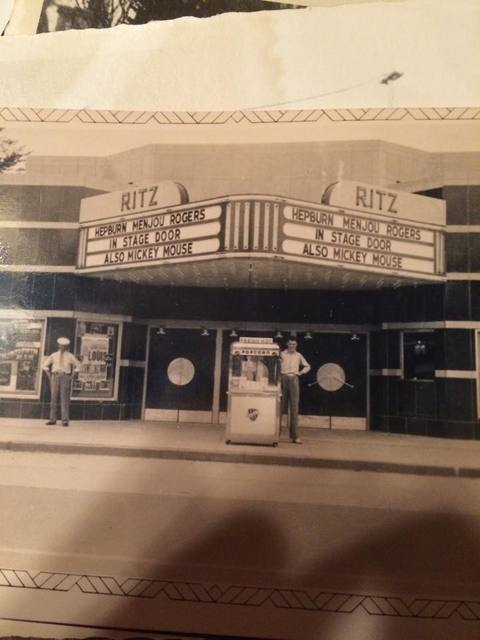 RITZ
HEPBURN MENJOU ROGERS
IN STAGE DOOR
ALSO MICKEY MOUSE
RITZ
HEPBURN MENJOU ROGERS
IN STAGE DOOR
ALSO MICKEY MOUSE
LOUIS
POPCORN